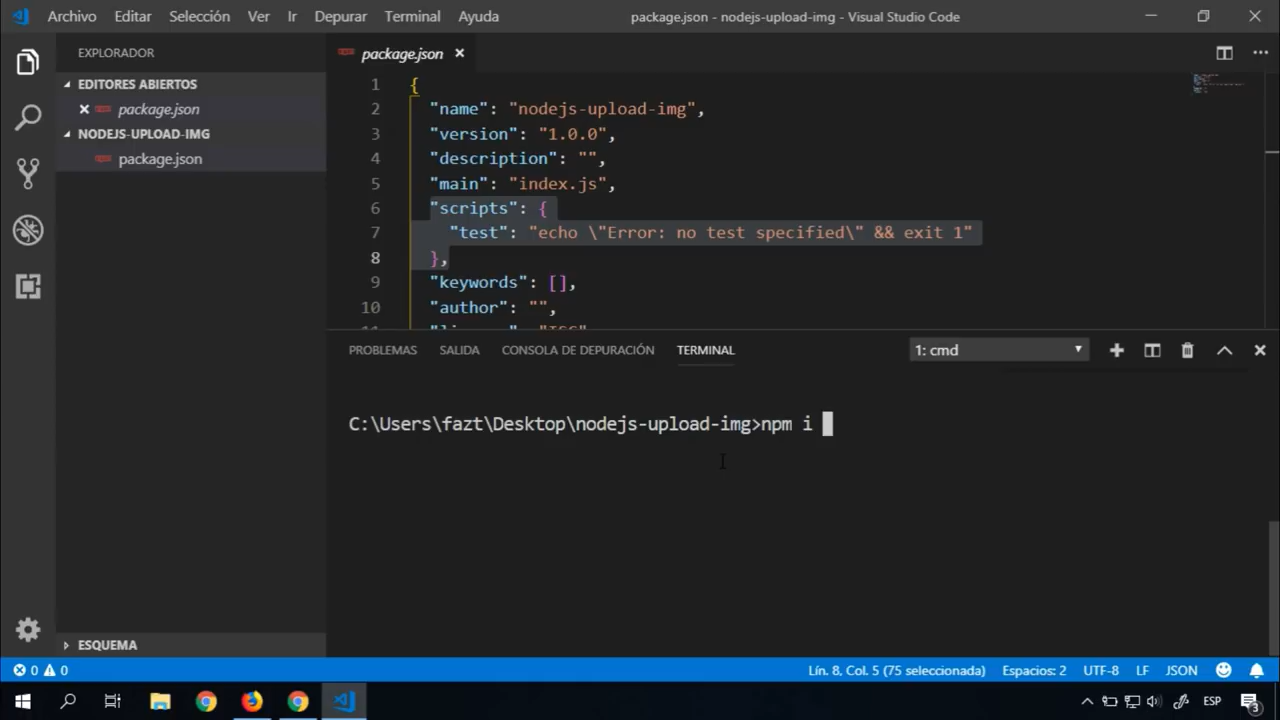 Archivo Editar Selección Ver Ir Depurar Terminal Ayuda package.json - nodejs-upload-img - Visual Studio Code
EXPLORADOR
EDITORES ABIERTOS
package.json
NODEJS-UPLOAD-IMG
package.json
ESQUEMA
package.json
1 {
2 "name": "nodejs-upload-img",
3 "version": "1.0.0",
4 "description": "",
5 "main": "index.js",
6 "scripts": {
7 "test": "echo \"Error: no test specified\" && exit 1"
8 },
9 "keywords": [],
10 "author": "",
PROBLEMAS SALIDA CONSOLA DE DEPURACIÓN TERMINAL 1: cmd
C:\Users\fazt\Desktop\nodejs-upload-img>npm i
0 0 Lín. 8, Col. 5 (75 seleccionada) Espacios: 2 UTF-8 LF JSON
ESP 3